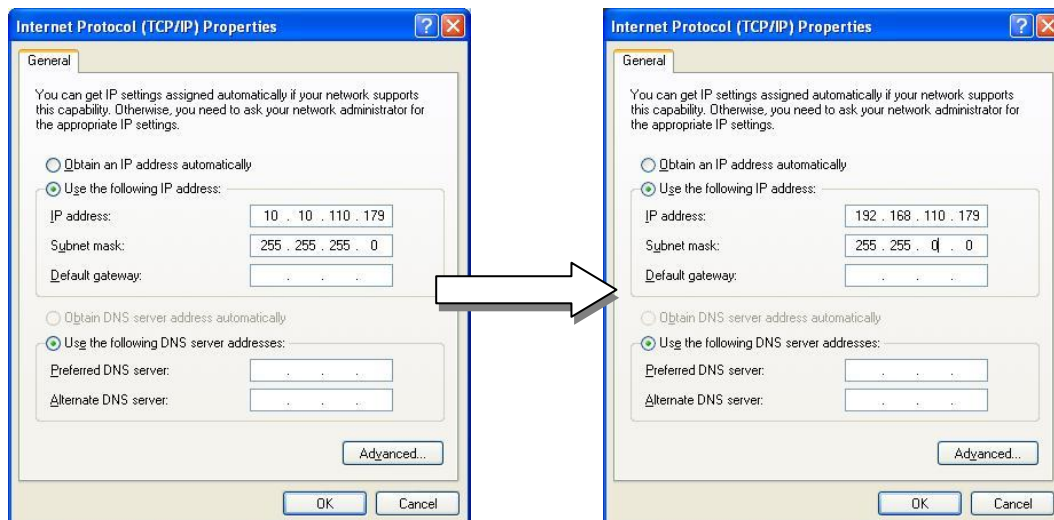 Internet Protocol (TCP/IP) Properties
General
You can get IP settings assigned automatically if your network supports
this capability. Otherwise, you need to ask your network administrator for
the appropriate IP settings.
Obtain an IP address automatically
Use the following IP address:
IP address: 10 . 10 . 110 . 179
Subnet mask: 255 . 255 . 255 . 0
Default gateway: . . .
Obtain DNS server address automatically
Use the following DNS server addresses:
Preferred DNS server: . . .
Alternate DNS server: . . .
Advanced...
OK Cancel
Internet Protocol (TCP/IP) Properties
General
You can get IP settings assigned automatically if your network supports
this capability. Otherwise, you need to ask your network administrator for
the appropriate IP settings.
Obtain an IP address automatically
Use the following IP address:
IP address: 192 . 168 . 110 . 179
Subnet mask: 255 . 255 . 0 . 0
Default gateway: . . .
Obtain DNS server address automatically
Use the following DNS server addresses:
Preferred DNS server: . . .
Alternate DNS server: . . .
Advanced...
OK Cancel